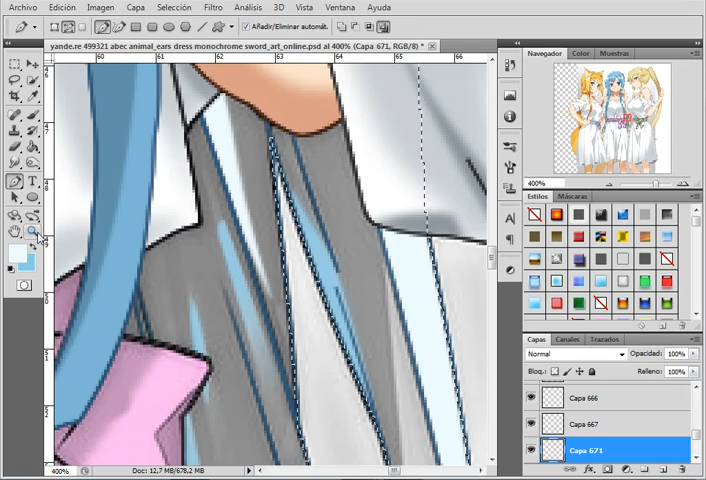 Archivo Edición Imagen Capa Selección Filtro Análisis 3D Vista Ventana Ayuda
Añadir/Eliminar automát.
yande.re 499321 abec animal_ears dress monochrome sword_art_online.psd al 400% (Capa 671, RGB/8) *
60 61 62 63 64 65 66
Navegador Color Muestras
400%
Estilos Máscaras
Capas Canales Trazados
Normal Opacidad: 100%
Bloq.: Relleno: 100%
Capa 666
Capa 667
Capa 671
400% Doc: 12,7 MB/678,2 MB